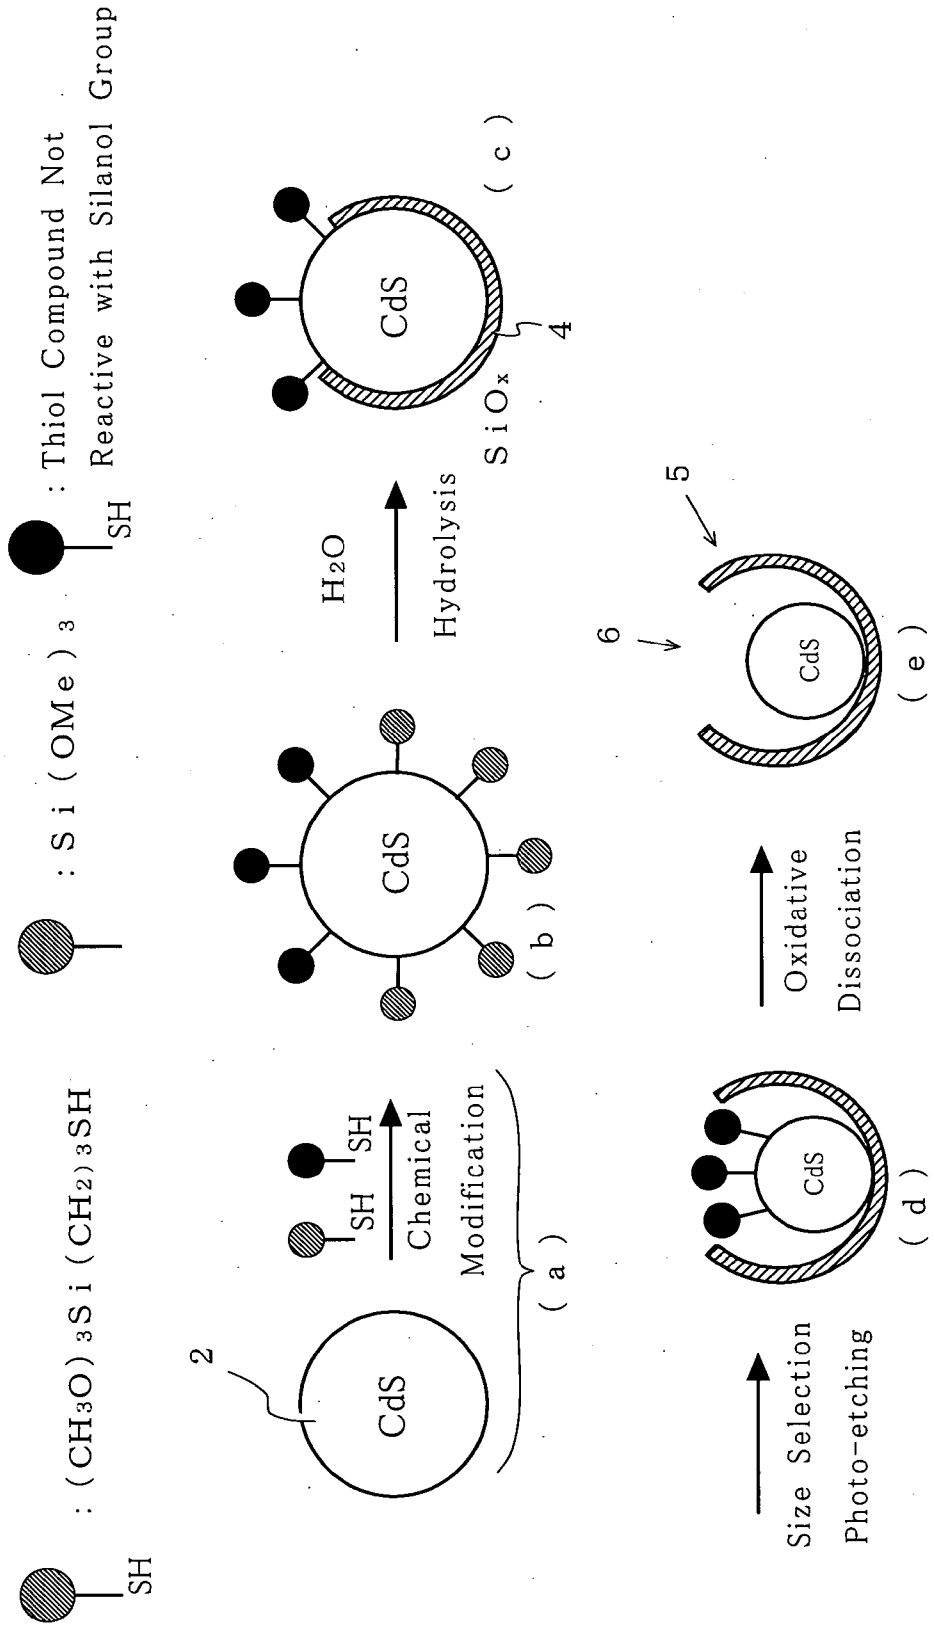 SH
: (CH3O)3Si(CH2)3SH
: Si(OMe)3
SH
: Thiol Compound Not
Reactive with Silanol Group
2
CdS
SH
SH
Chemical
Modification
(a)
CdS
(b)
H2O
Hydrolysis
CdS
SiOx
4
(c)
Size Selection
Photo-etching
CdS
(d)
Oxidative
Dissociation
6
5
CdS
(e)